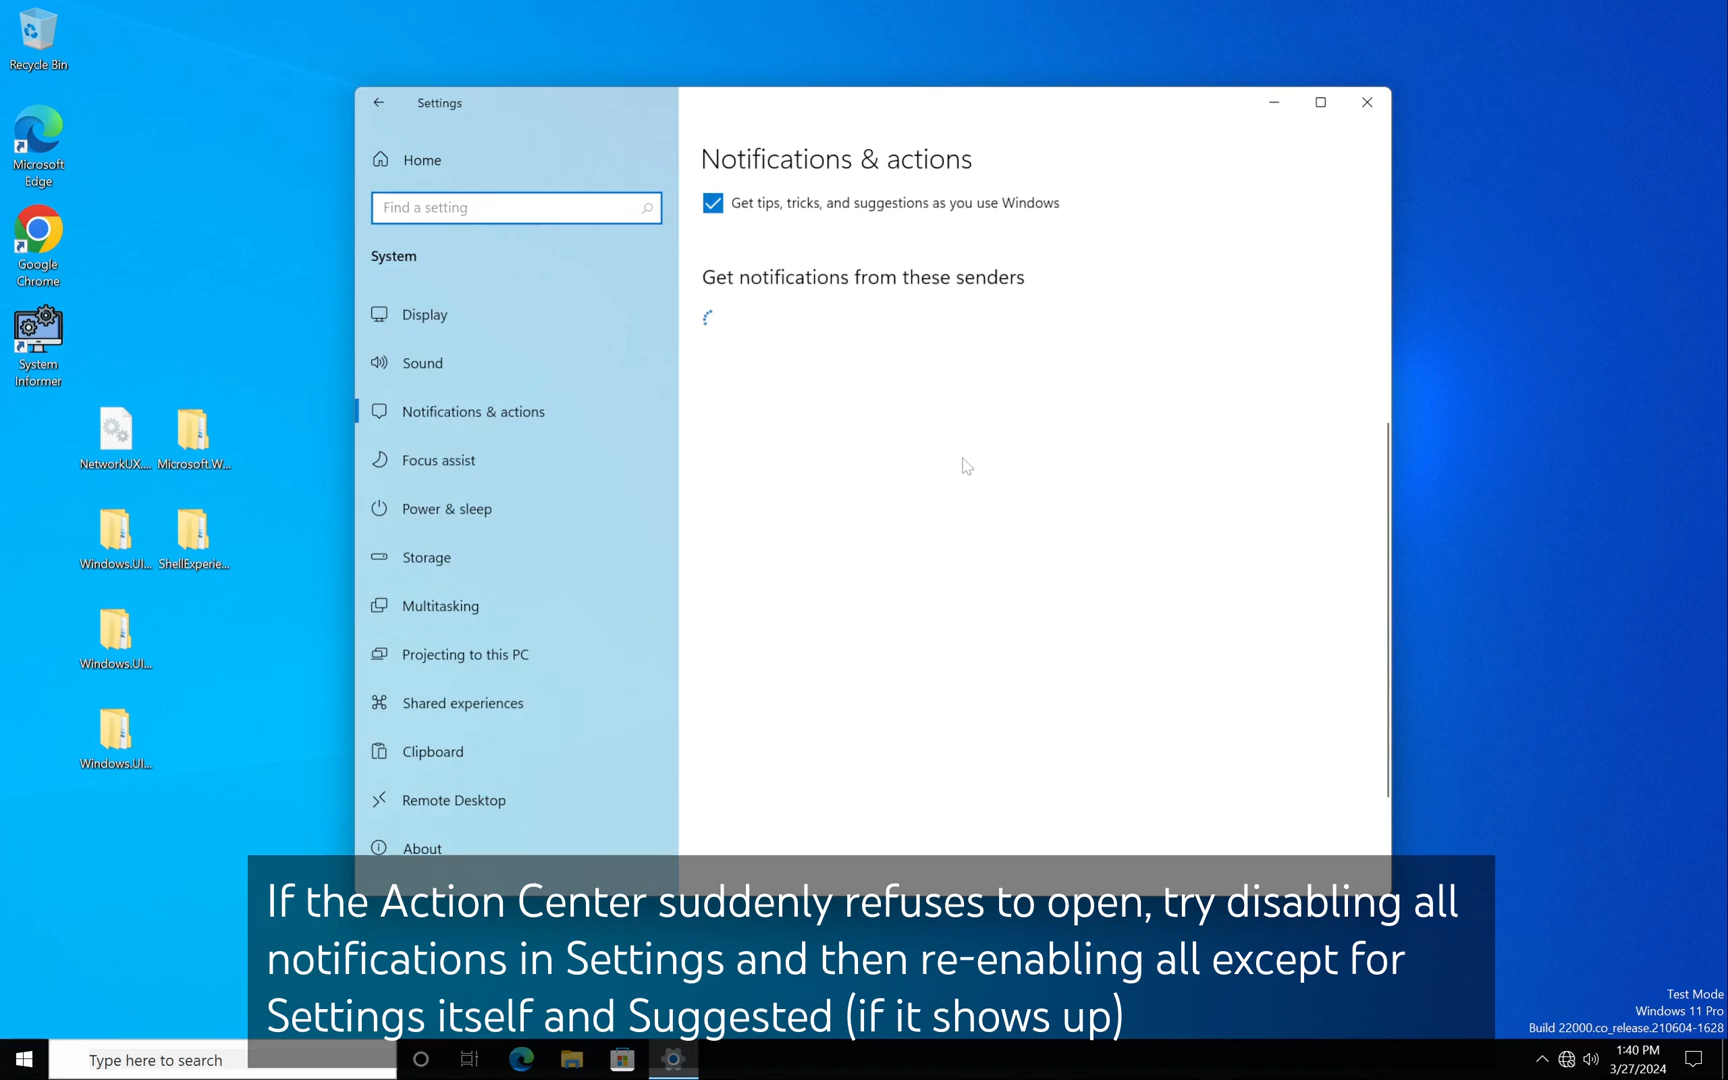 Recycle Bin
Microsoft
Edge
Google
Chrome
System
Informer
NetworkUX....
Microsoft.W...
Windows.UI...
ShellExperie...
Windows.UI...
Windows.UI...
Settings
Home
Find a setting
System
Display
Sound
Notifications & actions
Focus assist
Power & sleep
Storage
Multitasking
Projecting to this PC
Shared experiences
Clipboard
Remote Desktop
About
Notifications & actions
Get tips, tricks, and suggestions as you use Windows
Get notifications from these senders
If the Action Center suddenly refuses to open, try disabling all
notifications in Settings and then re-enabling all except for
Settings itself and Suggested (if it shows up)
Test Mode
Windows 11 Pro
Build 22000.co_release.210604-1628
Type here to search
1:40 PM
3/27/2024